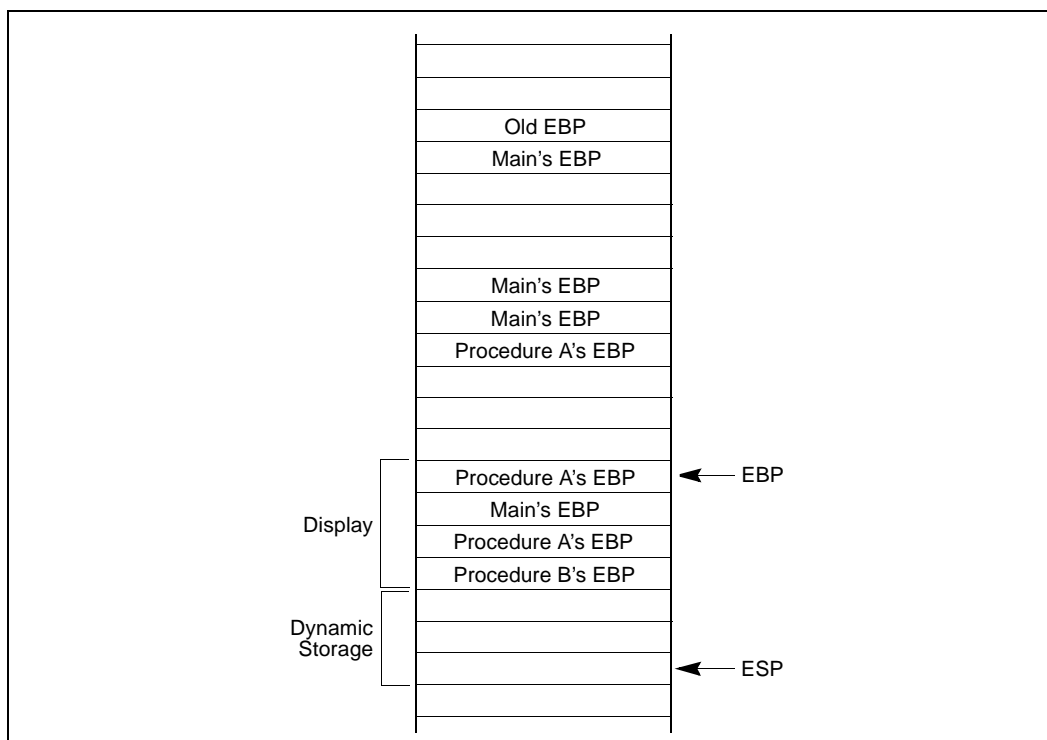 Old EBP
Main’s EBP
Main’s EBP
Main’s EBP
Procedure A’s EBP
Procedure A’s EBP
EBP
Main’s EBP
Display
Procedure A’s EBP
Procedure B’s EBP
Dynamic
Storage
ESP